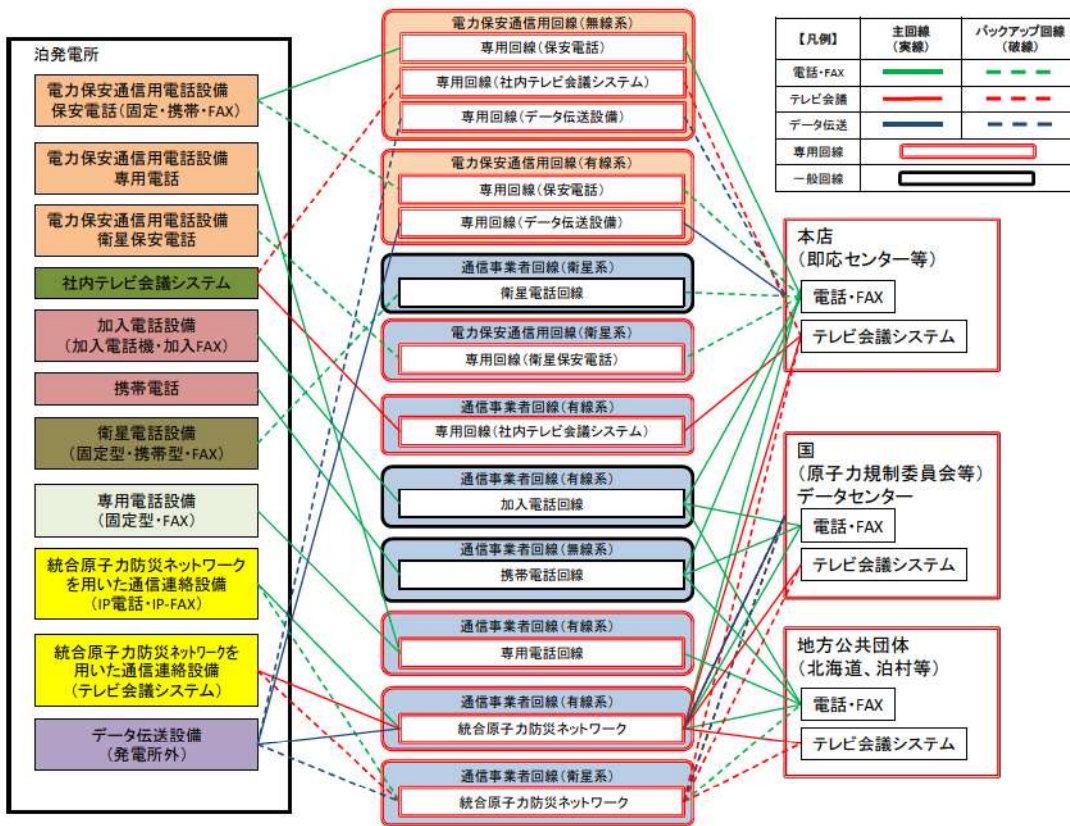 泊発電所
電力保安通信用電話設備
保安電話(固定・携帯・FAX)
電力保安通信用電話設備
専用電話
電力保安通信用電話設備
衛星保安電話
社内テレビ会議システム
加入電話設備
(加入電話機・加入FAX)
携帯電話
衛星電話設備
(固定型・携帯型・FAX)
専用電話設備
(固定型・FAX)
統合原子力防災ネットワーク
を用いた通信連絡設備
(IP電話・IP-FAX)
統合原子力防災ネットワークを
用いた通信連絡設備
(テレビ会議システム)
データ伝送設備
(発電所外)
電力保安通信用回線(無線系)
専用回線(保安電話)
専用回線(社内テレビ会議システム)
専用回線(データ伝送設備)
電力保安通信用回線(有線系)
専用回線(保安電話)
専用回線(データ伝送設備)
通信事業者回線(衛星系)
衛星電話回線
電力保安通信用回線(衛星系)
専用回線(衛星保安電話)
通信事業者回線(有線系)
専用回線(社内テレビ会議システム)
通信事業者回線(有線系)
加入電話回線
通信事業者回線(無線系)
携帯電話回線
通信事業者回線(有線系)
専用電話回線
通信事業者回線(有線系)
統合原子力防災ネットワーク
通信事業者回線(衛星系)
統合原子力防災ネットワーク
【凡例】 主回線 バックアップ回線
(実線) (破線)
電話・FAX
テレビ会議
データ伝送
専用回線
一般回線
本店
(即応センター等)
電話・FAX
テレビ会議システム
国
(原子力規制委員会等)
データセンター
電話・FAX
テレビ会議システム
地方公共団体
(北海道、泊村等)
電話・FAX
テレビ会議システム